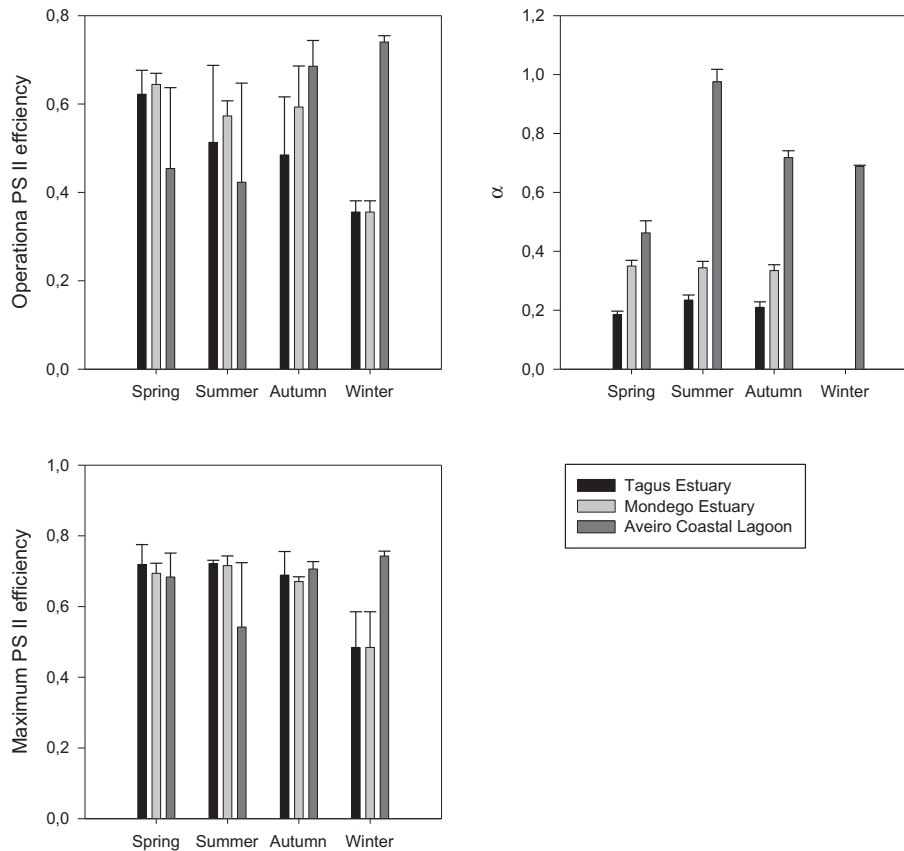 Operationa PS II effciency
0,8
0,6
0,4
0,2
0,0
Spring Summer Autumn Winter
α
1,2
1,0
0,8
0,6
0,4
0,2
0,0
Spring Summer Autumn Winter
Maximum PS II efficiency
1,0
0,8
0,6
0,4
0,2
0,0
Spring Summer Autumn Winter
Tagus Estuary
Mondego Estuary
Aveiro Coastal Lagoon